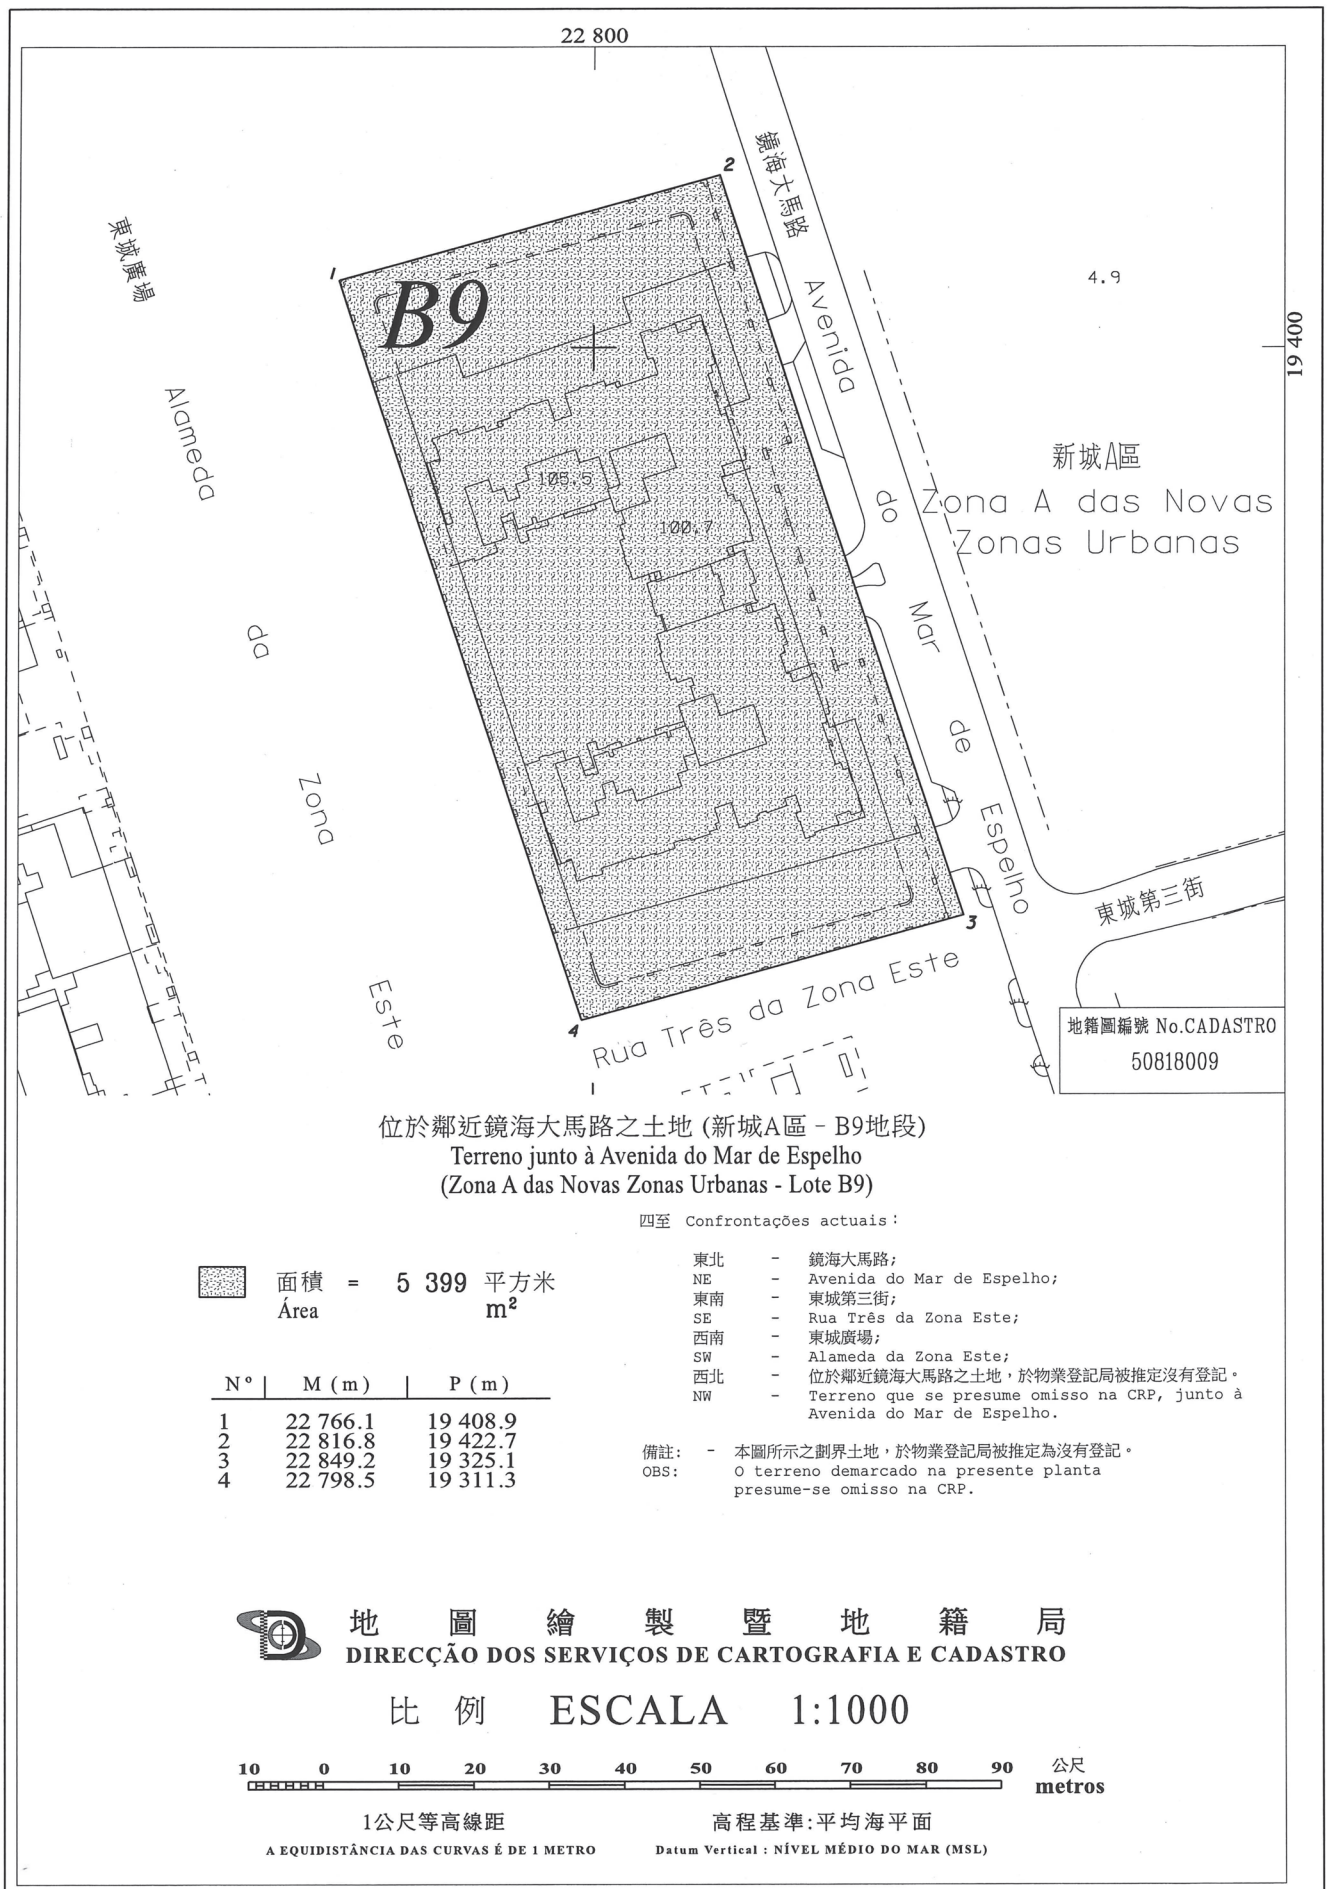 22 800
2
鏡海大馬路
東城廣場
1
B9
4.9
19 400
Avenida
Alameda
新城A區
105.5
Zona A das Novas
Zonas Urbanas
do
100.7
Mar
da
de
Zona
Espelho
東城第三街
3
Rua Três da Zona Este
Este
4
地籍圖編號 No.CADASTRO
50818009
位於鄰近鏡海大馬路之土地 (新城A區 - B9地段)
Terreno junto à Avenida do Mar de Espelho
(Zona A das Novas Zonas Urbanas - Lote B9)
四至 Confrontações actuais:
東北 - 鏡海大馬路;
NE - Avenida do Mar de Espelho;
東南 - 東城第三街;
SE - Rua Três da Zona Este;
西南 - 東城廣場;
SW - Alameda da Zona Este;
西北 - 位於鄰近鏡海大馬路之土地，於物業登記局被推定沒有登記。
NW - Terreno que se presume omisso na CRP, junto à
Avenida do Mar de Espelho.
面積 = 5 399 平方米
Área m²
Nº M (m) P (m)
1 22 766.1 19 408.9
2 22 816.8 19 422.7
3 22 849.2 19 325.1
4 22 798.5 19 311.3
備註: - 本圖所示之劃界土地，於物業登記局被推定為沒有登記。
OBS: O terreno demarcado na presente planta
presume-se omisso na CRP.
地圖繪製暨地籍局
DIRECÇÃO DOS SERVIÇOS DE CARTOGRAFIA E CADASTRO
比例 ESCALA 1:1000
10 0 10 20 30 40 50 60 70 80 90 公尺
metros
1公尺等高線距 高程基準:平均海平面
A EQUIDISTÂNCIA DAS CURVAS É DE 1 METRO Datum Vertical : NÍVEL MÉDIO DO MAR (MSL)